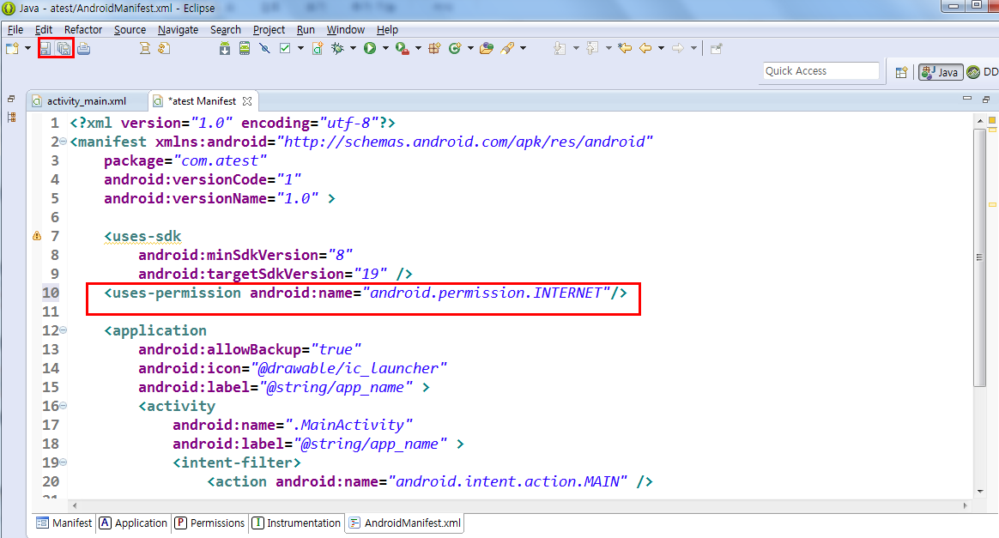 Java - atest/AndroidManifest.xml - Eclipse
File Edit Refactor Source Navigate Search Project Run Window Help
Quick Access
Java
DD
activity_main.xml
*atest Manifest
1 <?xml version="1.0" encoding="utf-8"?>
2 <manifest xmlns:android="http://schemas.android.com/apk/res/android"
3 package="com.atest"
4 android:versionCode="1"
5 android:versionName="1.0" >
6
7 <uses-sdk
8 android:minSdkVersion="8"
9 android:targetSdkVersion="19" />
10 <uses-permission android:name="android.permission.INTERNET"/>
11
12 <application
13 android:allowBackup="true"
14 android:icon="@drawable/ic_launcher"
15 android:label="@string/app_name" >
16 <activity
17 android:name=".MainActivity"
18 android:label="@string/app_name" >
19 <intent-filter>
20 <action android:name="android.intent.action.MAIN" />
Manifest
A Application
P Permissions
I Instrumentation
AndroidManifest.xml